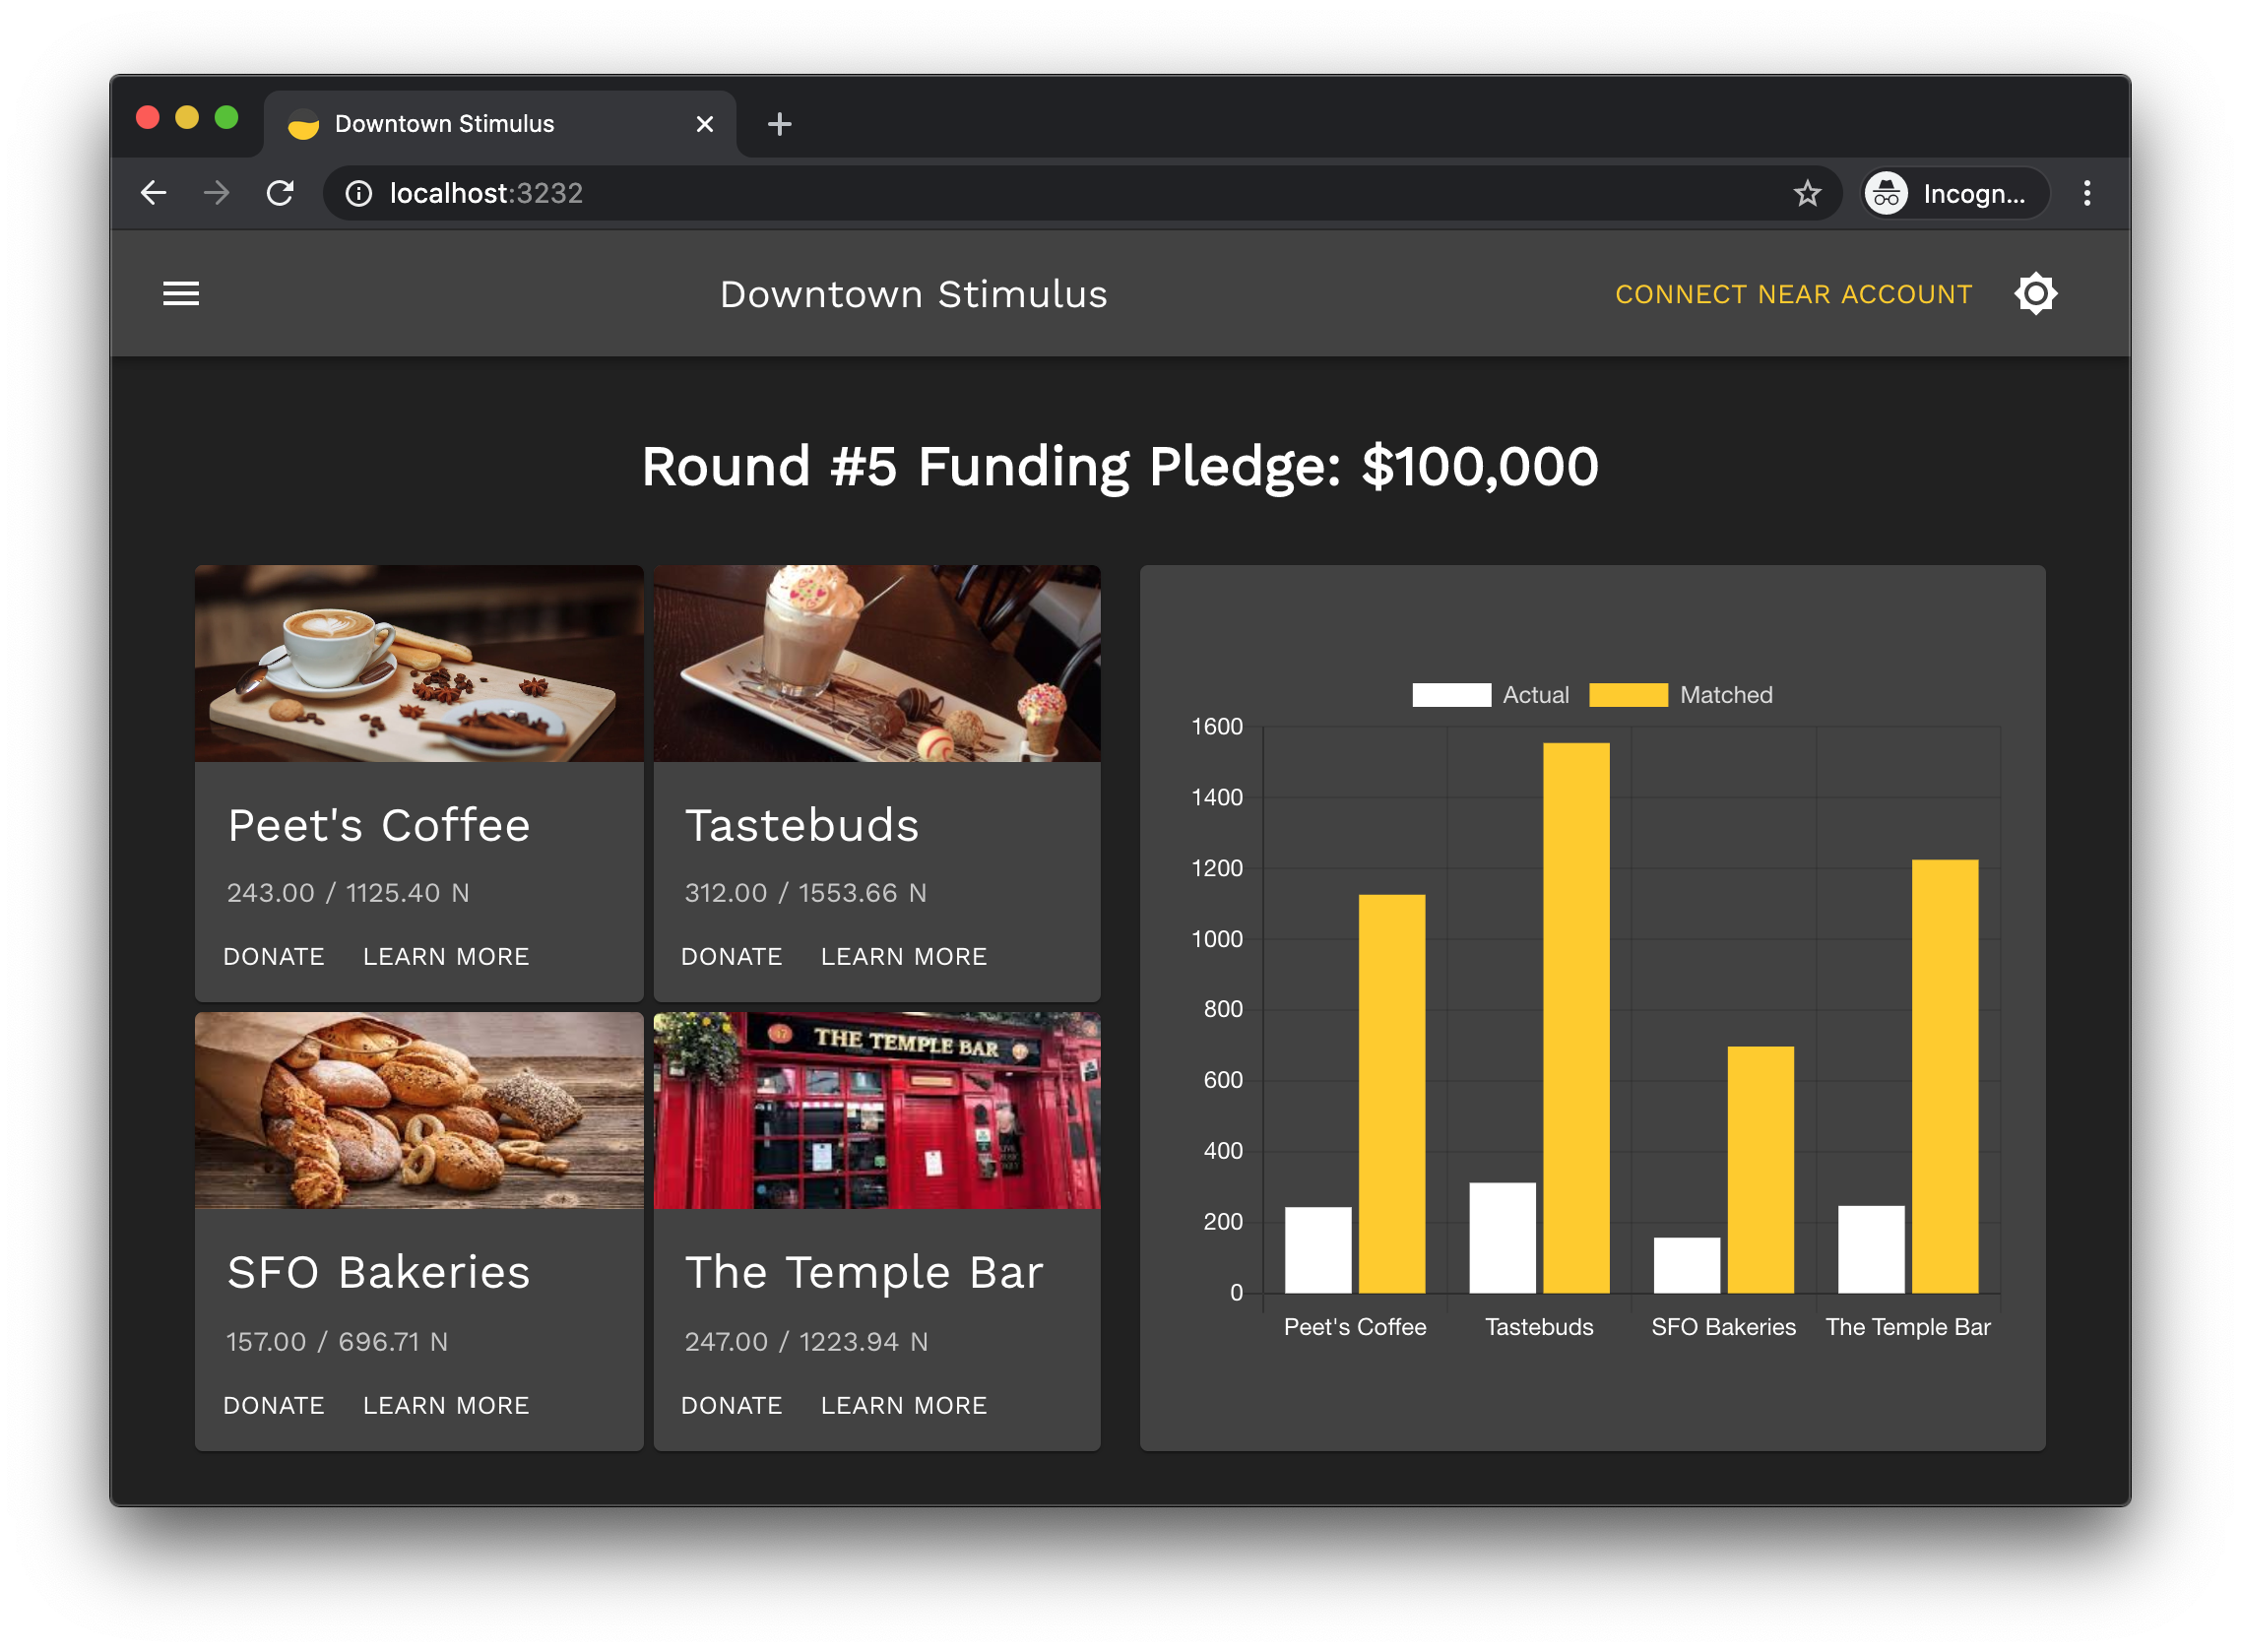 Downtown Stimulus
localhost:3232
Incogn...
Downtown Stimulus
CONNECT NEAR ACCOUNT
Round #5 Funding Pledge: $100,000
Peet's Coffee
243.00 / 1125.40 N
DONATE LEARN MORE
Tastebuds
312.00 / 1553.66 N
DONATE LEARN MORE
THE TEMPLE BAR
SFO Bakeries
157.00 / 696.71 N
DONATE LEARN MORE
The Temple Bar
247.00 / 1223.94 N
DONATE LEARN MORE
Actual Matched
1600
1400
1200
1000
800
600
400
200
0
Peet's Coffee Tastebuds SFO Bakeries The Temple Bar